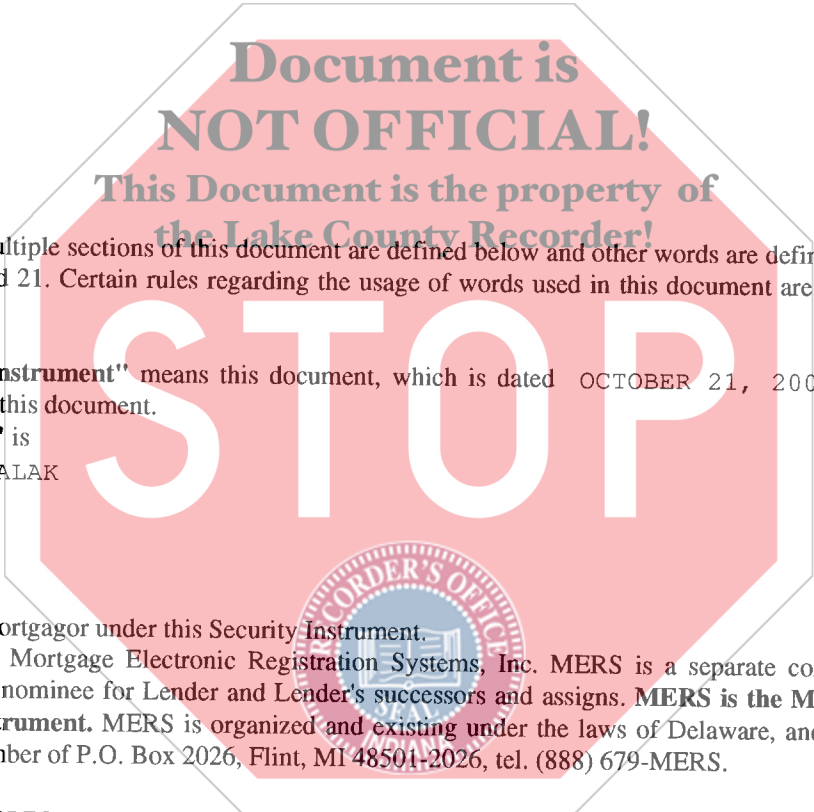 Document is
NOT OFFICIAL!
This Document is the property of
the Lake County Recorder!
ultiple sections of this document are defined below and other words are defin
d 21. Certain rules regarding the usage of words used in this document are
nstrument" means this document, which is dated OCTOBER 21, 200
this document.
" is
ALAK
STOP
ortgagor under this Security Instrument.
Mortgage Electronic Registration Systems, Inc. MERS is a separate co
nominee for Lender and Lender's successors and assigns. MERS is the M
trument. MERS is organized and existing under the laws of Delaware, and
nber of P.O. Box 2026, Flint, MI 48501-2026, tel. (888) 679-MERS.
RECORDER'S OFFICE
SEAL
INDIANA